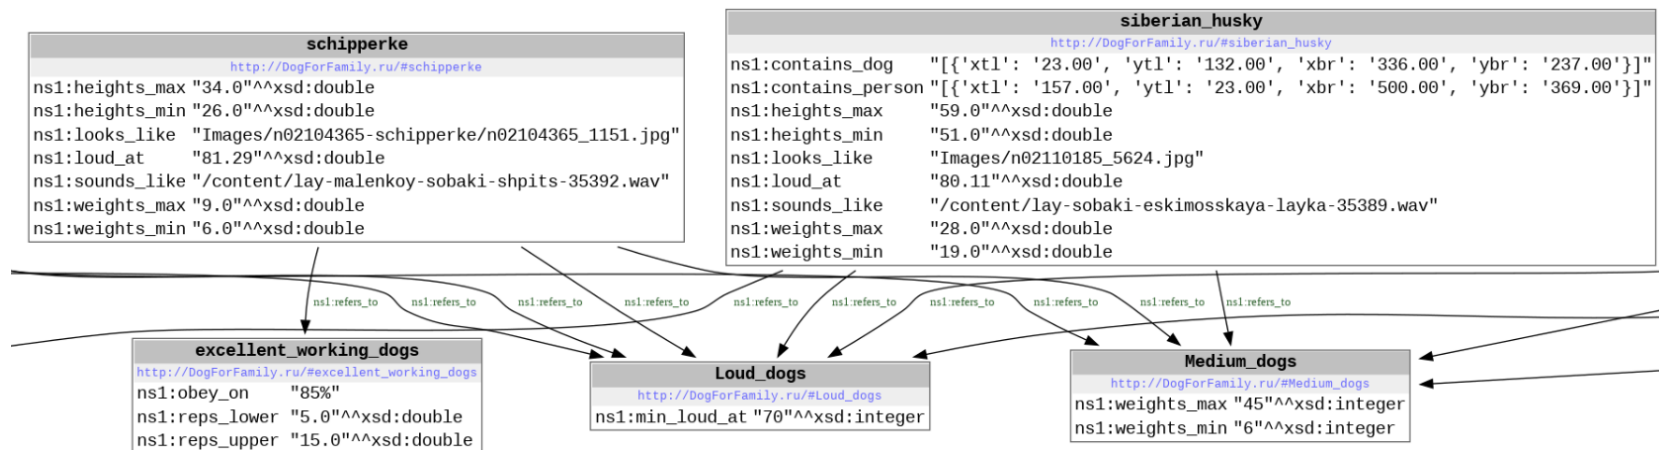 schipperke
http://DogForFamily.ru/#schipperke
ns1:heights_max "34.0"^^xsd:double
ns1:heights_min "26.0"^^xsd:double
ns1:looks_like "Images/n02104365-schipperke/n02104365_1151.jpg"
ns1:loud_at "81.29"^^xsd:double
ns1:sounds_like "/content/lay-malenkoy-sobaki-shpits-35392.wav"
ns1:weights_max "9.0"^^xsd:double
ns1:weights_min "6.0"^^xsd:double
siberian_husky
http://DogForFamily.ru/#siberian_husky
ns1:contains_dog "[{'xtl': '23.00', 'ytl': '132.00', 'xbr': '336.00', 'ybr': '237.00'}]"
ns1:contains_person "[{'xtl': '157.00', 'ytl': '23.00', 'xbr': '500.00', 'ybr': '369.00'}]"
ns1:heights_max "59.0"^^xsd:double
ns1:heights_min "51.0"^^xsd:double
ns1:looks_like "Images/n02110185_5624.jpg"
ns1:loud_at "80.11"^^xsd:double
ns1:sounds_like "/content/lay-sobaki-eskimosskaya-layka-35389.wav"
ns1:weights_max "28.0"^^xsd:double
ns1:weights_min "19.0"^^xsd:double
ns1:refers_to ns1:refers_to ns1:refers_to ns1:refers_to ns1:refers_to ns1:refers_to ns1:refers_to ns1:refers_to ns1:refers_to ns1:refers_to
excellent_working_dogs
http://DogForFamily.ru/#excellent_working_dogs
ns1:obey_on "85%"
ns1:reps_lower "5.0"^^xsd:double
ns1:reps_upper "15.0"^^xsd:double
Loud_dogs
http://DogForFamily.ru/#Loud_dogs
ns1:min_loud_at "70"^^xsd:integer
Medium_dogs
http://DogForFamily.ru/#Medium_dogs
ns1:weights_max "45"^^xsd:integer
ns1:weights_min "6"^^xsd:integer